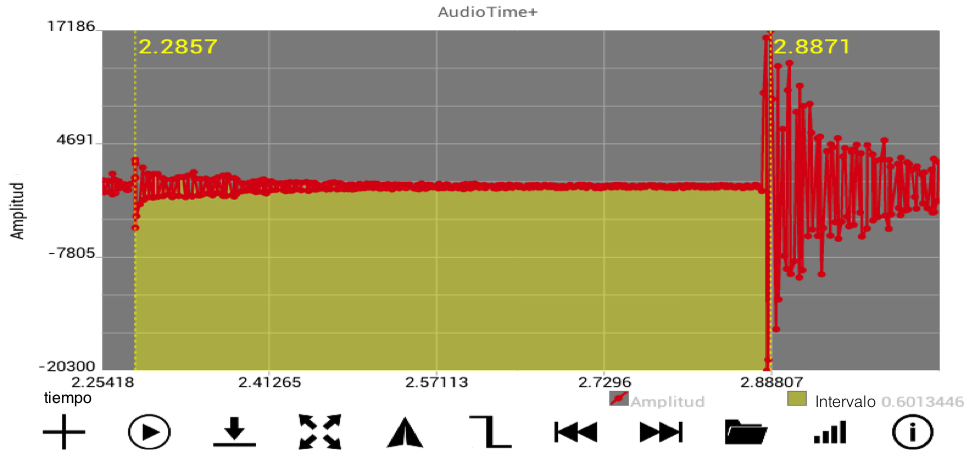 AudioTime+
17186
2.2857
2.8871
4691
Amplitud
-7805
-20300
2.25418
2.41265
2.57113
2.7296
2.88807
tiempo
Amplitud
Intervalo 0.6013446